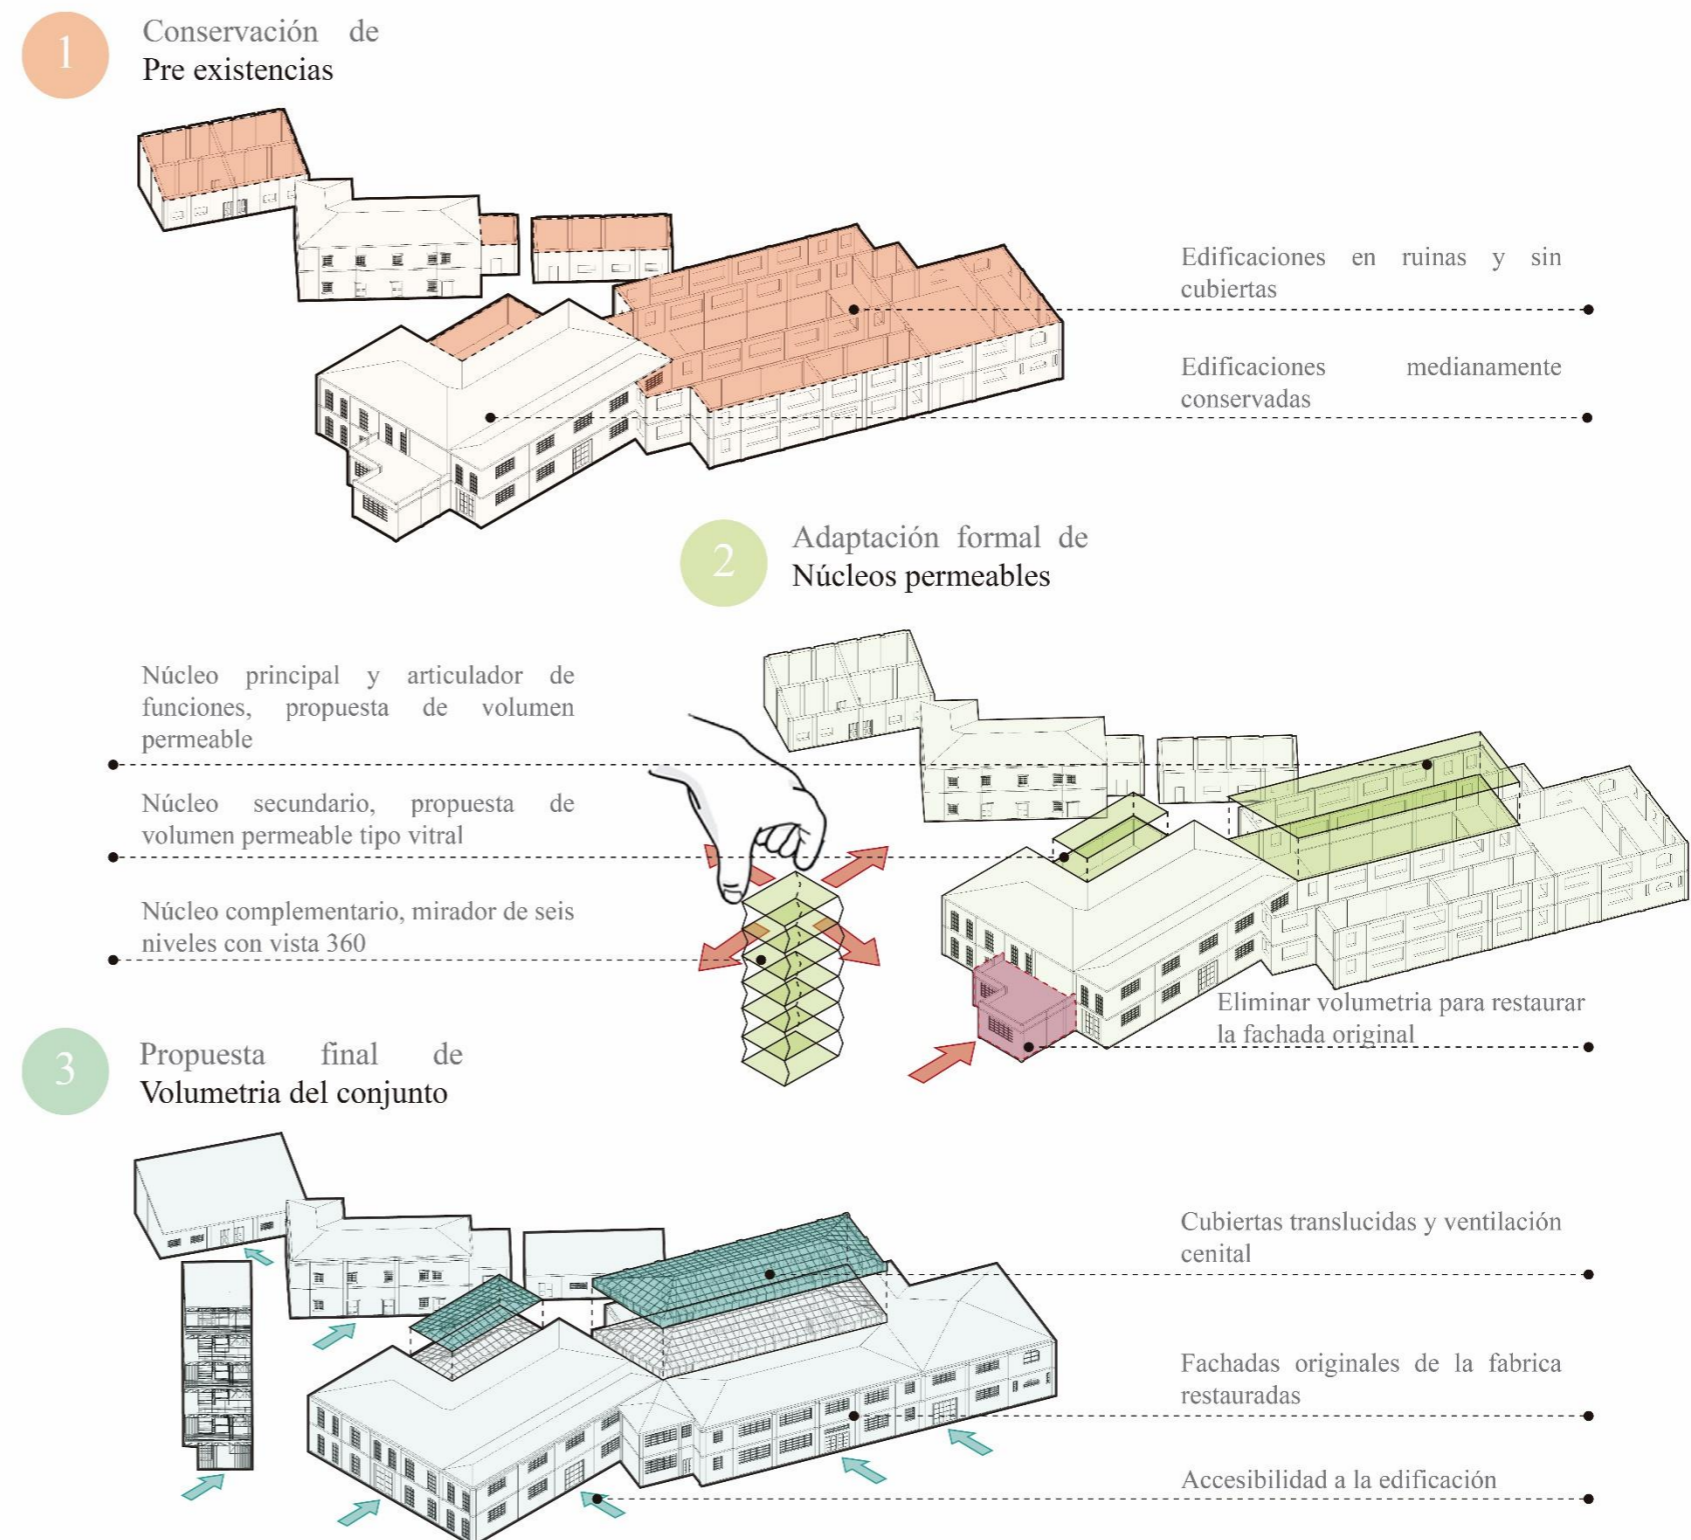 1
Conservación de
Pre existencias
Edificaciones en ruinas y sin
cubiertas
Edificaciones medianamente
conservadas
2
Adaptación formal de
Núcleos permeables
Núcleo principal y articulador de
funciones, propuesta de volumen
permeable
Núcleo secundario, propuesta de
volumen permeable tipo vitral
Núcleo complementario, mirador de seis
niveles con vista 360
Eliminar volumetria para restaurar
la fachada original
3
Propuesta final de
Volumetria del conjunto
Cubiertas translucidas y ventilación
cenital
Fachadas originales de la fabrica
restauradas
Accesibilidad a la edificación